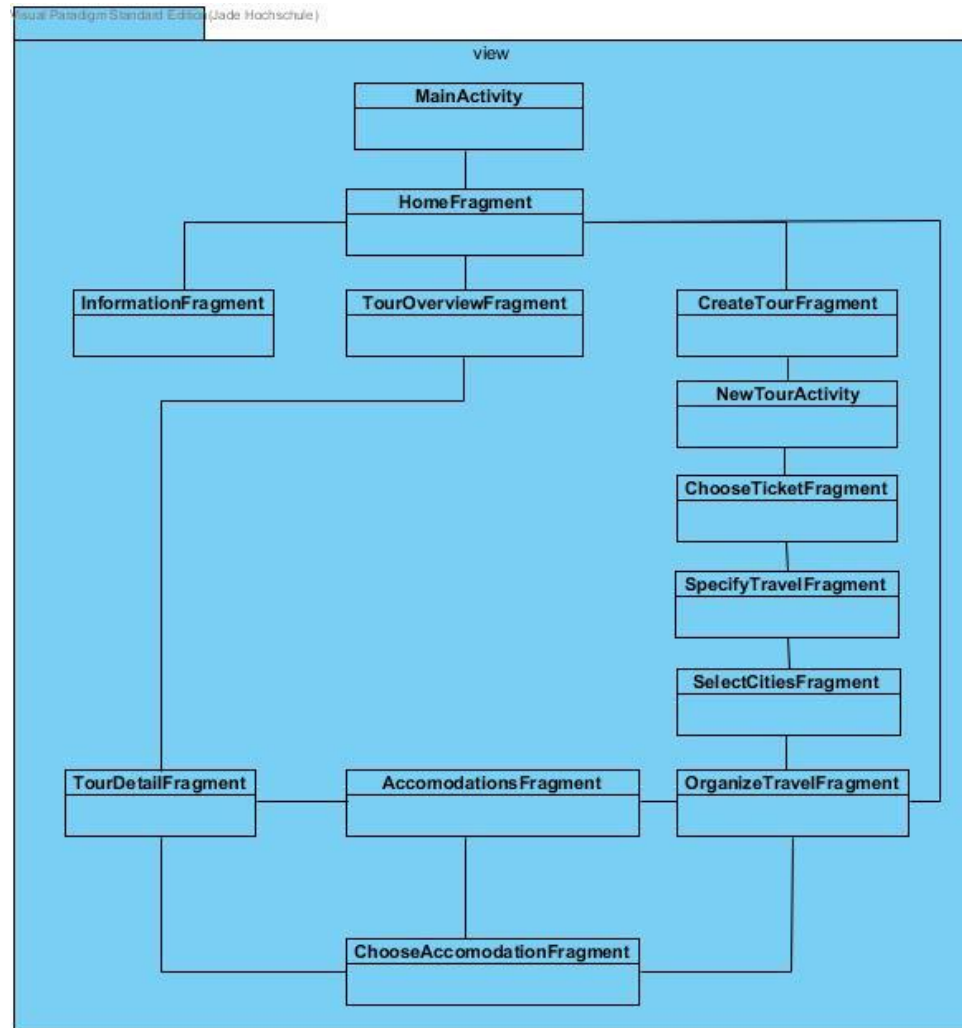 Visual Paradigm Standard Edition(Jade Hochschule)
view
MainActivity
HomeFragment
InformationFragment
TourOverviewFragment
CreateTourFragment
NewTourActivity
ChooseTicketFragment
SpecifyTravelFragment
SelectCitiesFragment
TourDetailFragment
AccomodationsFragment
OrganizeTravelFragment
ChooseAccomodationFragment